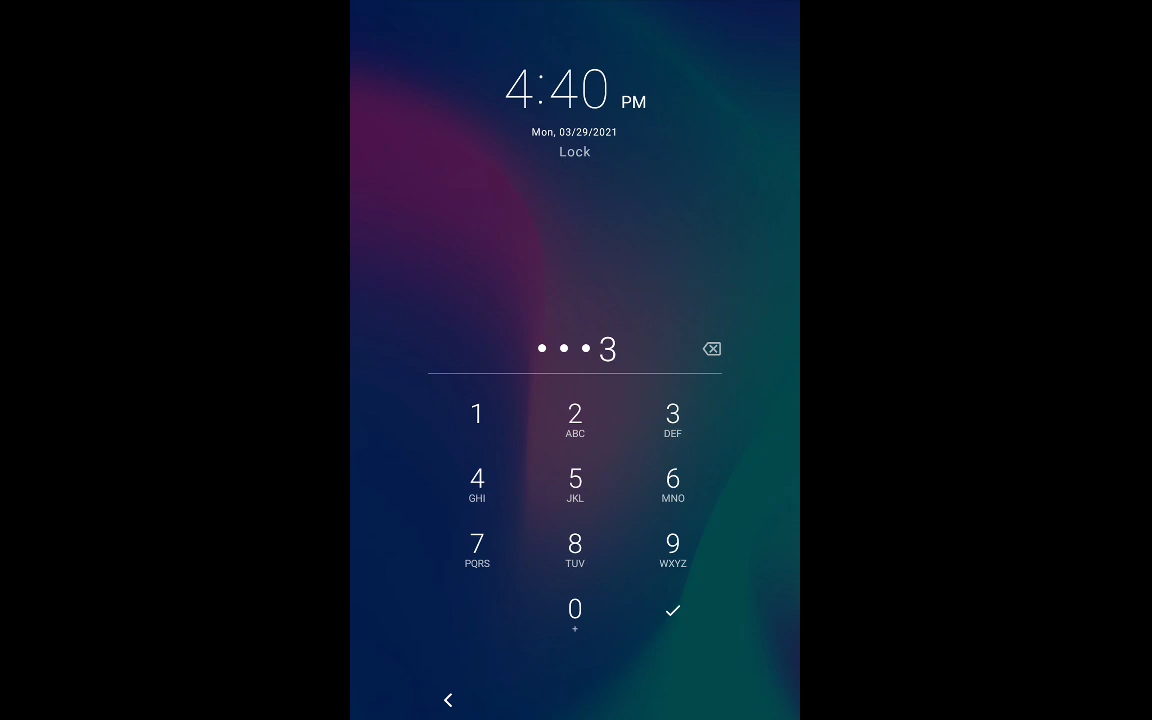 4:40 PM
Mon, 03/29/2021
Lock
•••3
1 2 3
ABC DEF
4 5 6
GHI JKL MNO
7 8 9
PQRS TUV WXYZ
0
+